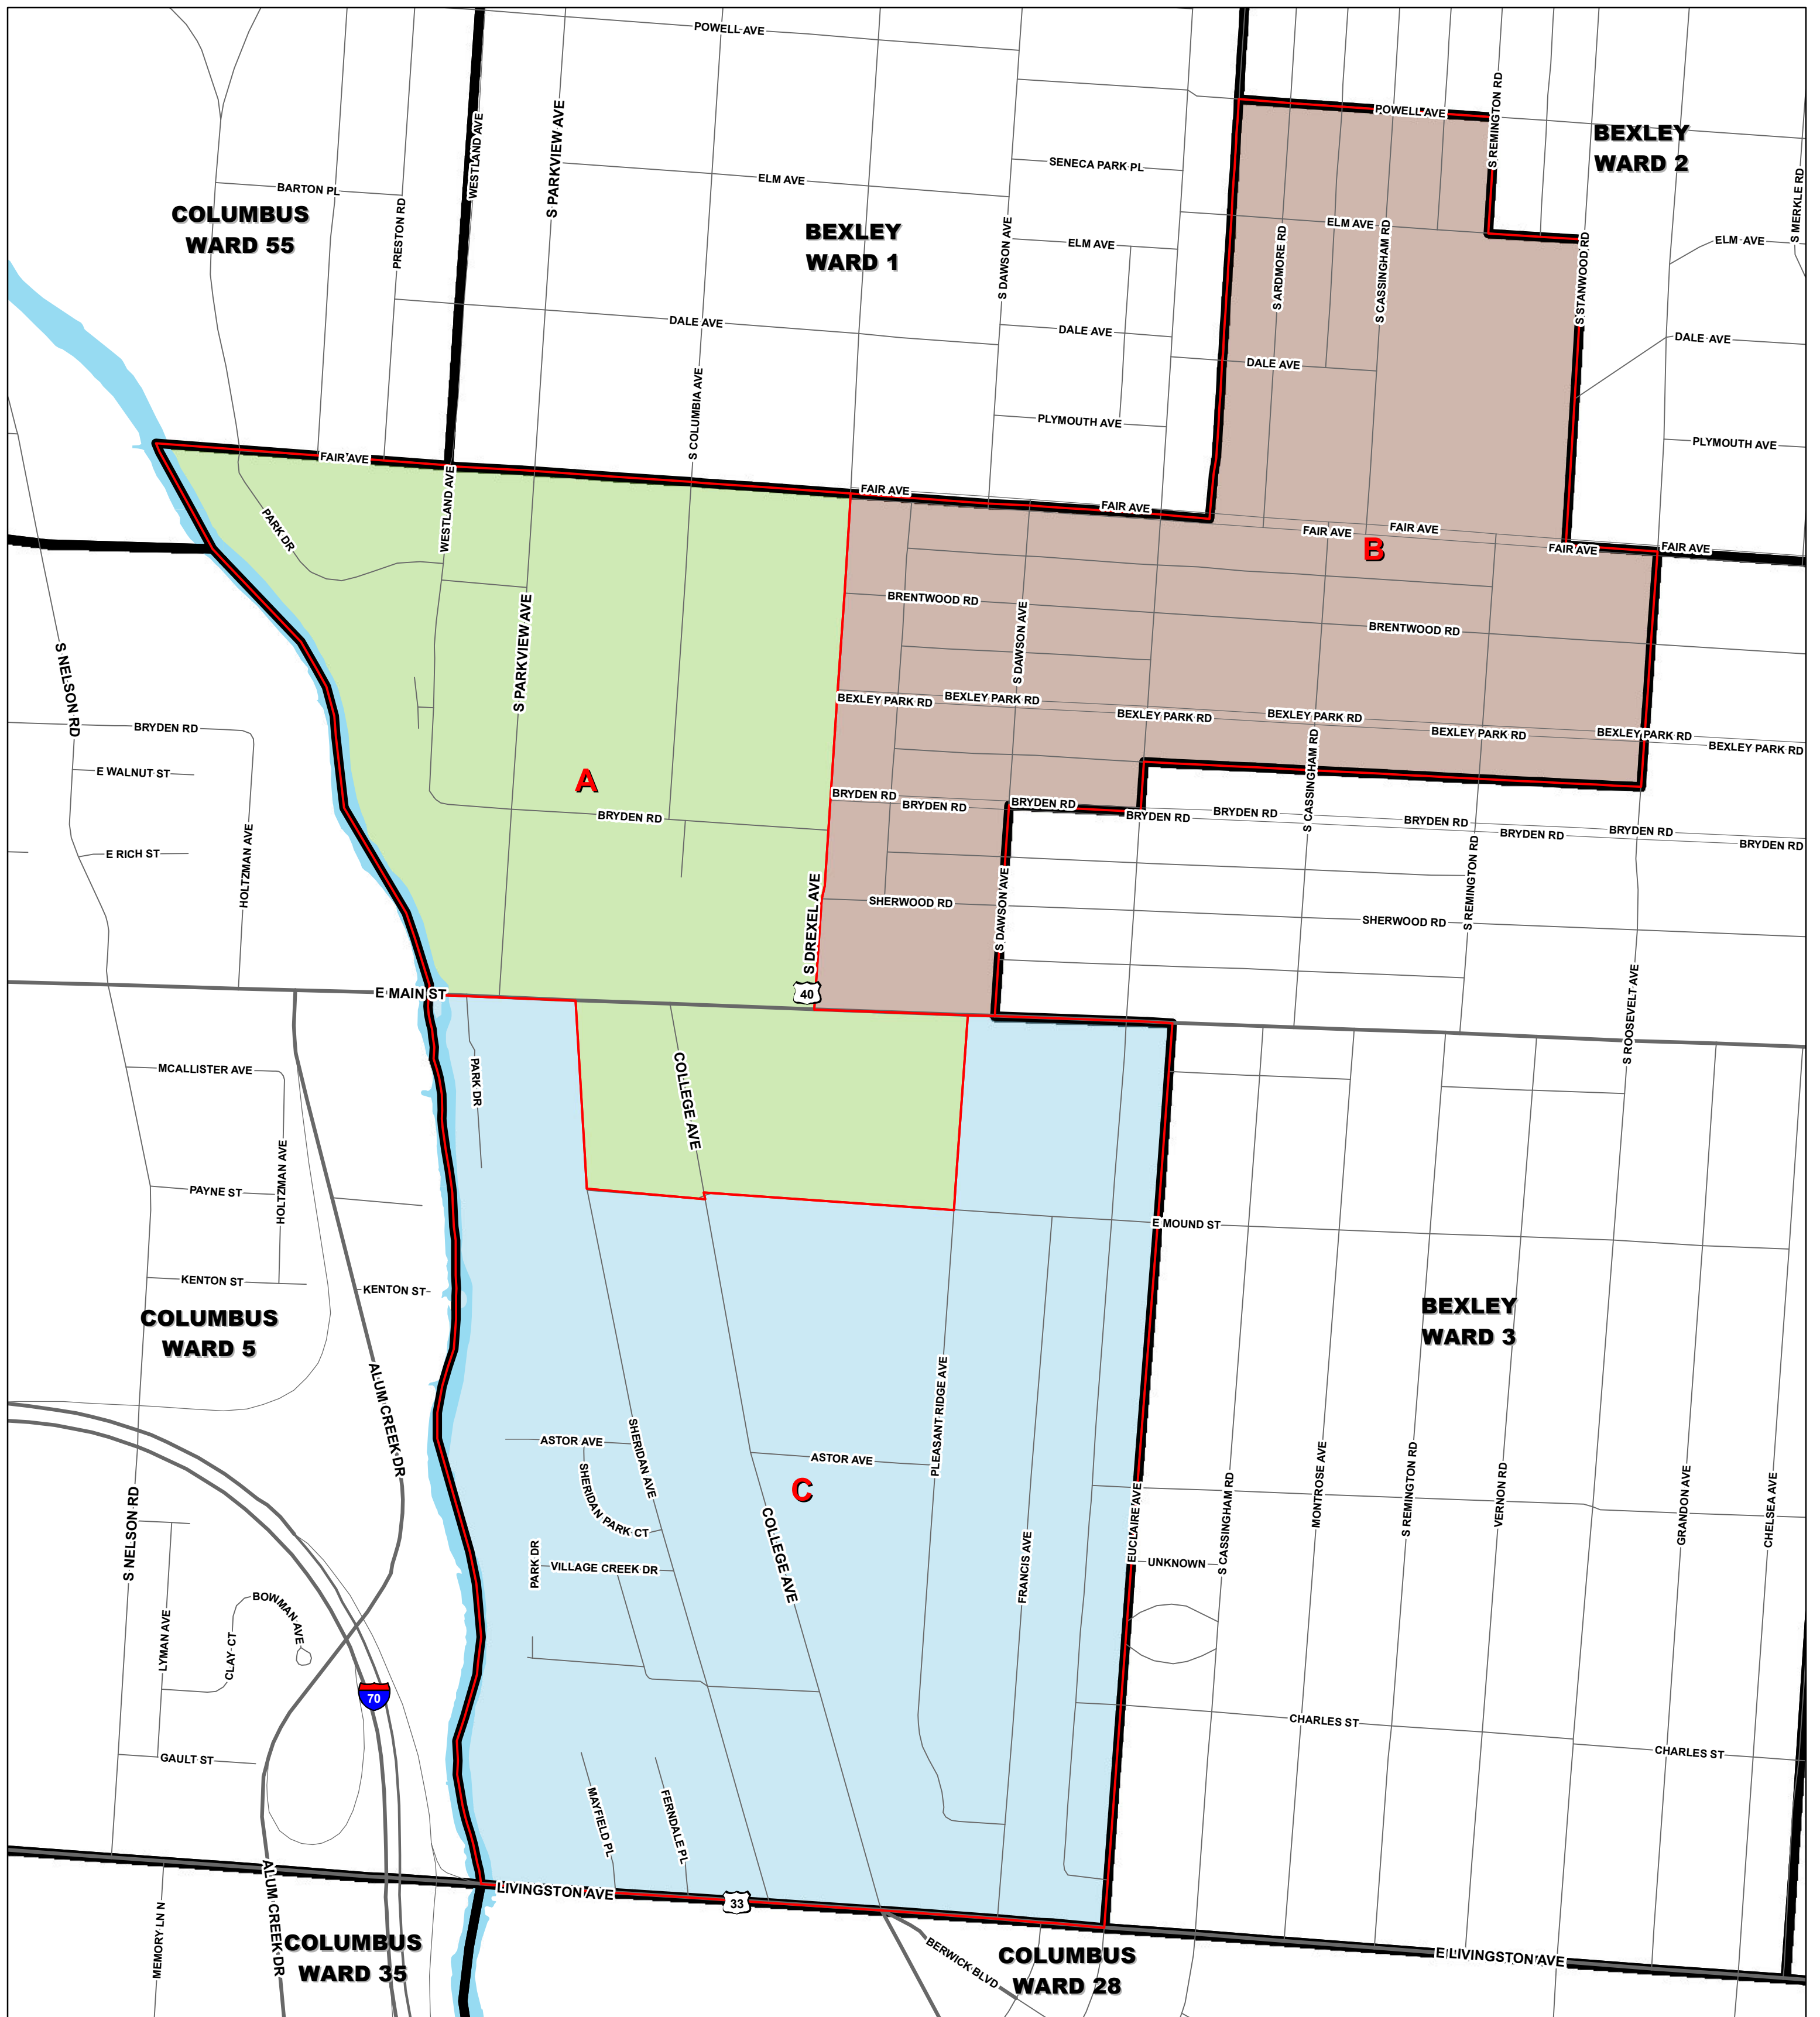 POWELL AVE
POWELL AVE
S REMINGTON RD
BEXLEY
WARD 2
WESTLAND AVE
S PARKVIEW AVE
SENECA PARK PL
ELM AVE
BARTON PL
S MERKLE RD
COLUMBUS
WARD 55
PRESTON RD
BEXLEY
WARD 1
S DAWSON AVE
ELM AVE
ELM AVE
S ARDMORE RD
S CASSINGHAM RD
S STANWOOD RD
ELM AVE
DALE AVE
DALE AVE
DALE AVE
DALE AVE
S COLUMBIA AVE
PLYMOUTH AVE
PLYMOUTH AVE
FAIR AVE
FAIR AVE
FAIR AVE
FAIR AVE
FAIR AVE
FAIR AVE
FAIR AVE
WESTLAND AVE
PARK DR
B
S PARKVIEW AVE
BRENTWOOD RD
BRENTWOOD RD
S DAWSON AVE
S NELSON RD
BEXLEY PARK RD
BEXLEY PARK RD
BEXLEY PARK RD
BEXLEY PARK RD
BEXLEY PARK RD
BEXLEY PARK RD
BEXLEY PARK RD
BRYDEN RD
E WALNUT ST
A
S CASSINGHAM RD
BRYDEN RD
BRYDEN RD
BRYDEN RD
BRYDEN RD
BRYDEN RD
BRYDEN RD
BRYDEN RD
BRYDEN RD
BRYDEN RD
BRYDEN RD
E RICH ST
HOLTZMAN AVE
S DREXEL AVE
SHERWOOD RD
S DAWSON AVE
SHERWOOD RD
S REMINGTON RD
E MAIN ST
40
S ROOSEVELT AVE
MCALLISTER AVE
PARK DR
COLLEGE AVE
HOLTZMAN AVE
PAYNE ST
E MOUND ST
KENTON ST
KENTON ST
COLUMBUS
WARD 5
BEXLEY
WARD 3
ALUM CREEK DR
PLEASANT RIDGE AVE
ASTOR AVE
SHERIDAN AVE
ASTOR AVE
SHERIDAN PARK CT
C
COLLEGE AVE
EUCLAIRE AVE
S CASSINGHAM RD
MONTROSE AVE
S REMINGTON RD
VERNON RD
GRANDON AVE
CHELSEA AVE
S NELSON RD
PARK DR
VILLAGE CREEK DR
FRANCIS AVE
UNKNOWN
BOWMAN AVE
LYMAN AVE
CLAY CT
70
CHARLES ST
CHARLES ST
GAULT ST
MAYFIELD PL
FERNDALE PL
LIVINGSTON AVE
33
ALUM CREEK DR
MEMORY LN N
COLUMBUS
WARD 35
BERWICK BLVD
COLUMBUS
WARD 28
E LIVINGSTON AVE